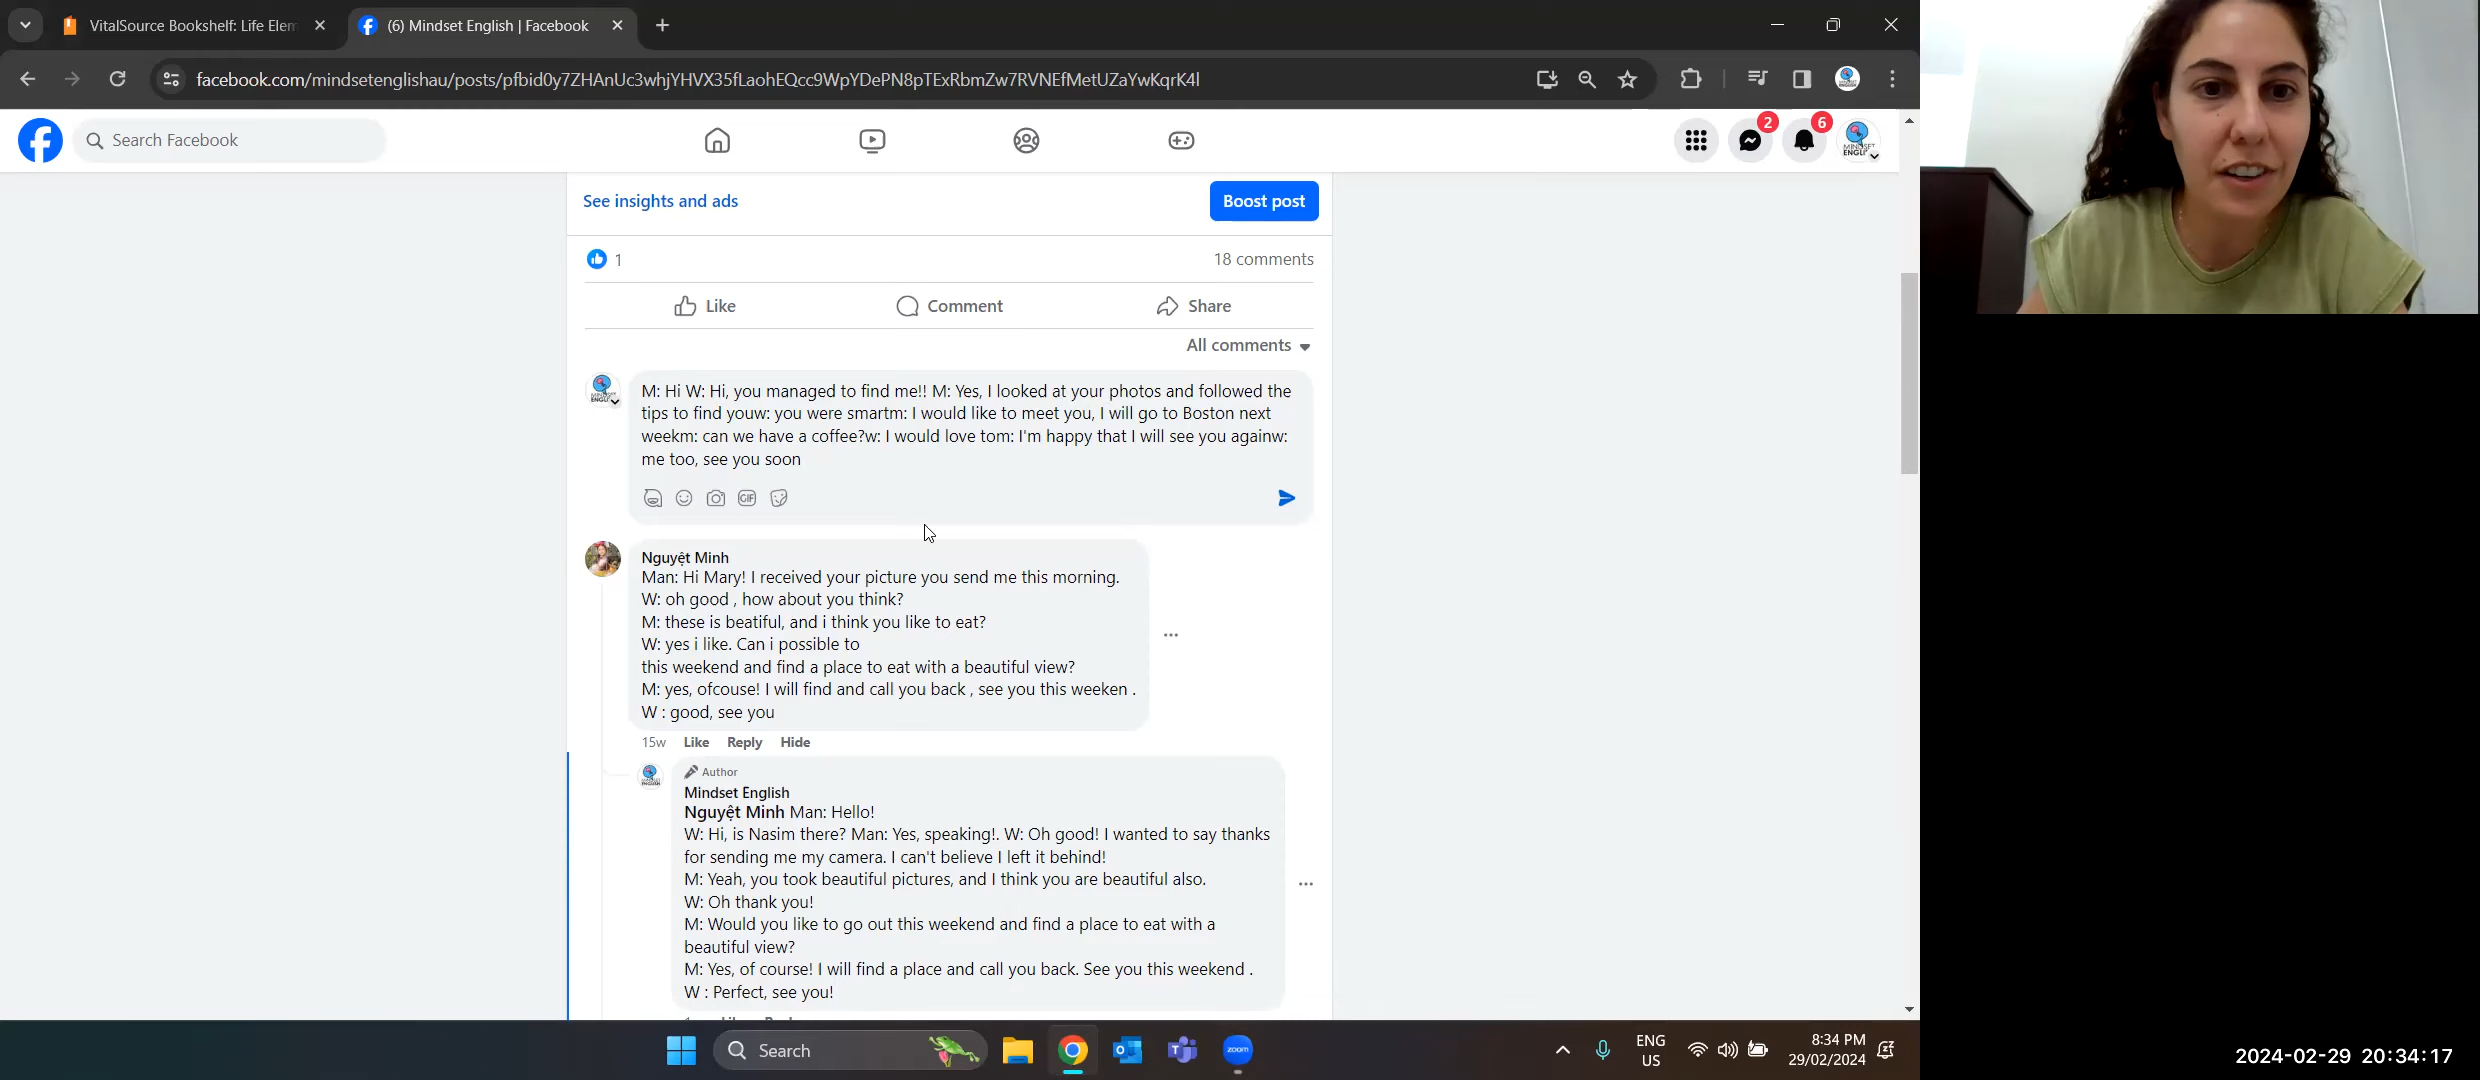 VitalSource Bookshelf: Life Elem
(6) Mindset English | Facebook
facebook.com/mindsetenglishau/posts/pfbid0y7ZHAnUc3whjYHVX35fLaohEQcc9WpYDePN8pTExRbmZw7RVNEfMetUZaYwKqrK4l
Search Facebook
2
6
MINDSET
ENGLISH
See insights and ads
Boost post
1
18 comments
Like
Comment
Share
All comments
M: Hi W: Hi, you managed to find me!! M: Yes, I looked at your photos and followed the
tips to find youw: you were smartm: I would like to meet you, I will go to Boston next
weekm: can we have a coffee?w: I would love tom: I'm happy that I will see you againw:
me too, see you soon
GIF
Nguyệt Minh
Man: Hi Mary! I received your picture you send me this morning.
W: oh good , how about you think?
M: these is beatiful, and i think you like to eat?
W: yes i like. Can i possible to
this weekend and find a place to eat with a beautiful view?
M: yes, ofcouse! I will find and call you back , see you this weeken .
W : good, see you
15w Like Reply Hide
Author
Mindset English
Nguyệt Minh Man: Hello!
W: Hi, is Nasim there? Man: Yes, speaking!. W: Oh good! I wanted to say thanks
for sending me my camera. I can't believe I left it behind!
M: Yeah, you took beautiful pictures, and I think you are beautiful also.
W: Oh thank you!
M: Would you like to go out this weekend and find a place to eat with a
beautiful view?
M: Yes, of course! I will find a place and call you back. See you this weekend .
W : Perfect, see you!
Search
zoom
ENG
US
8:34 PM
29/02/2024
2024-02-29 20:34:17